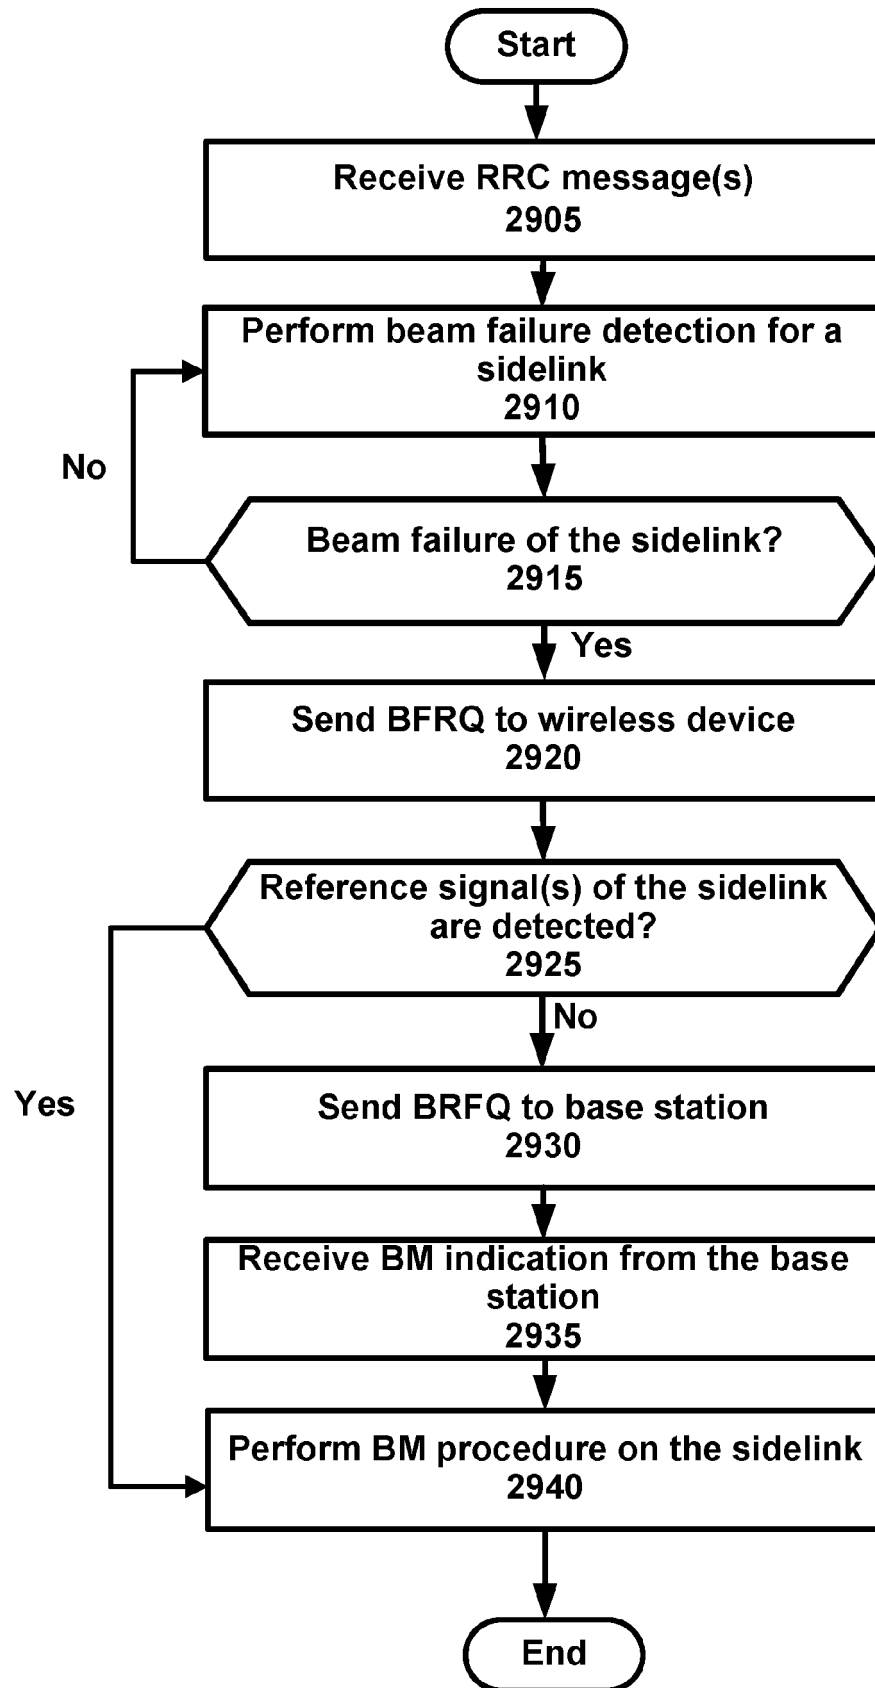 Start
Receive RRC message(s)
2905
Perform beam failure detection for a
sidelink
2910
No
Beam failure of the sidelink?
2915
Yes
Send BFRQ to wireless device
2920
Reference signal(s) of the sidelink
are detected?
2925
No
Yes
Send BRFQ to base station
2930
Receive BM indication from the base
station
2935
Perform BM procedure on the sidelink
2940
End